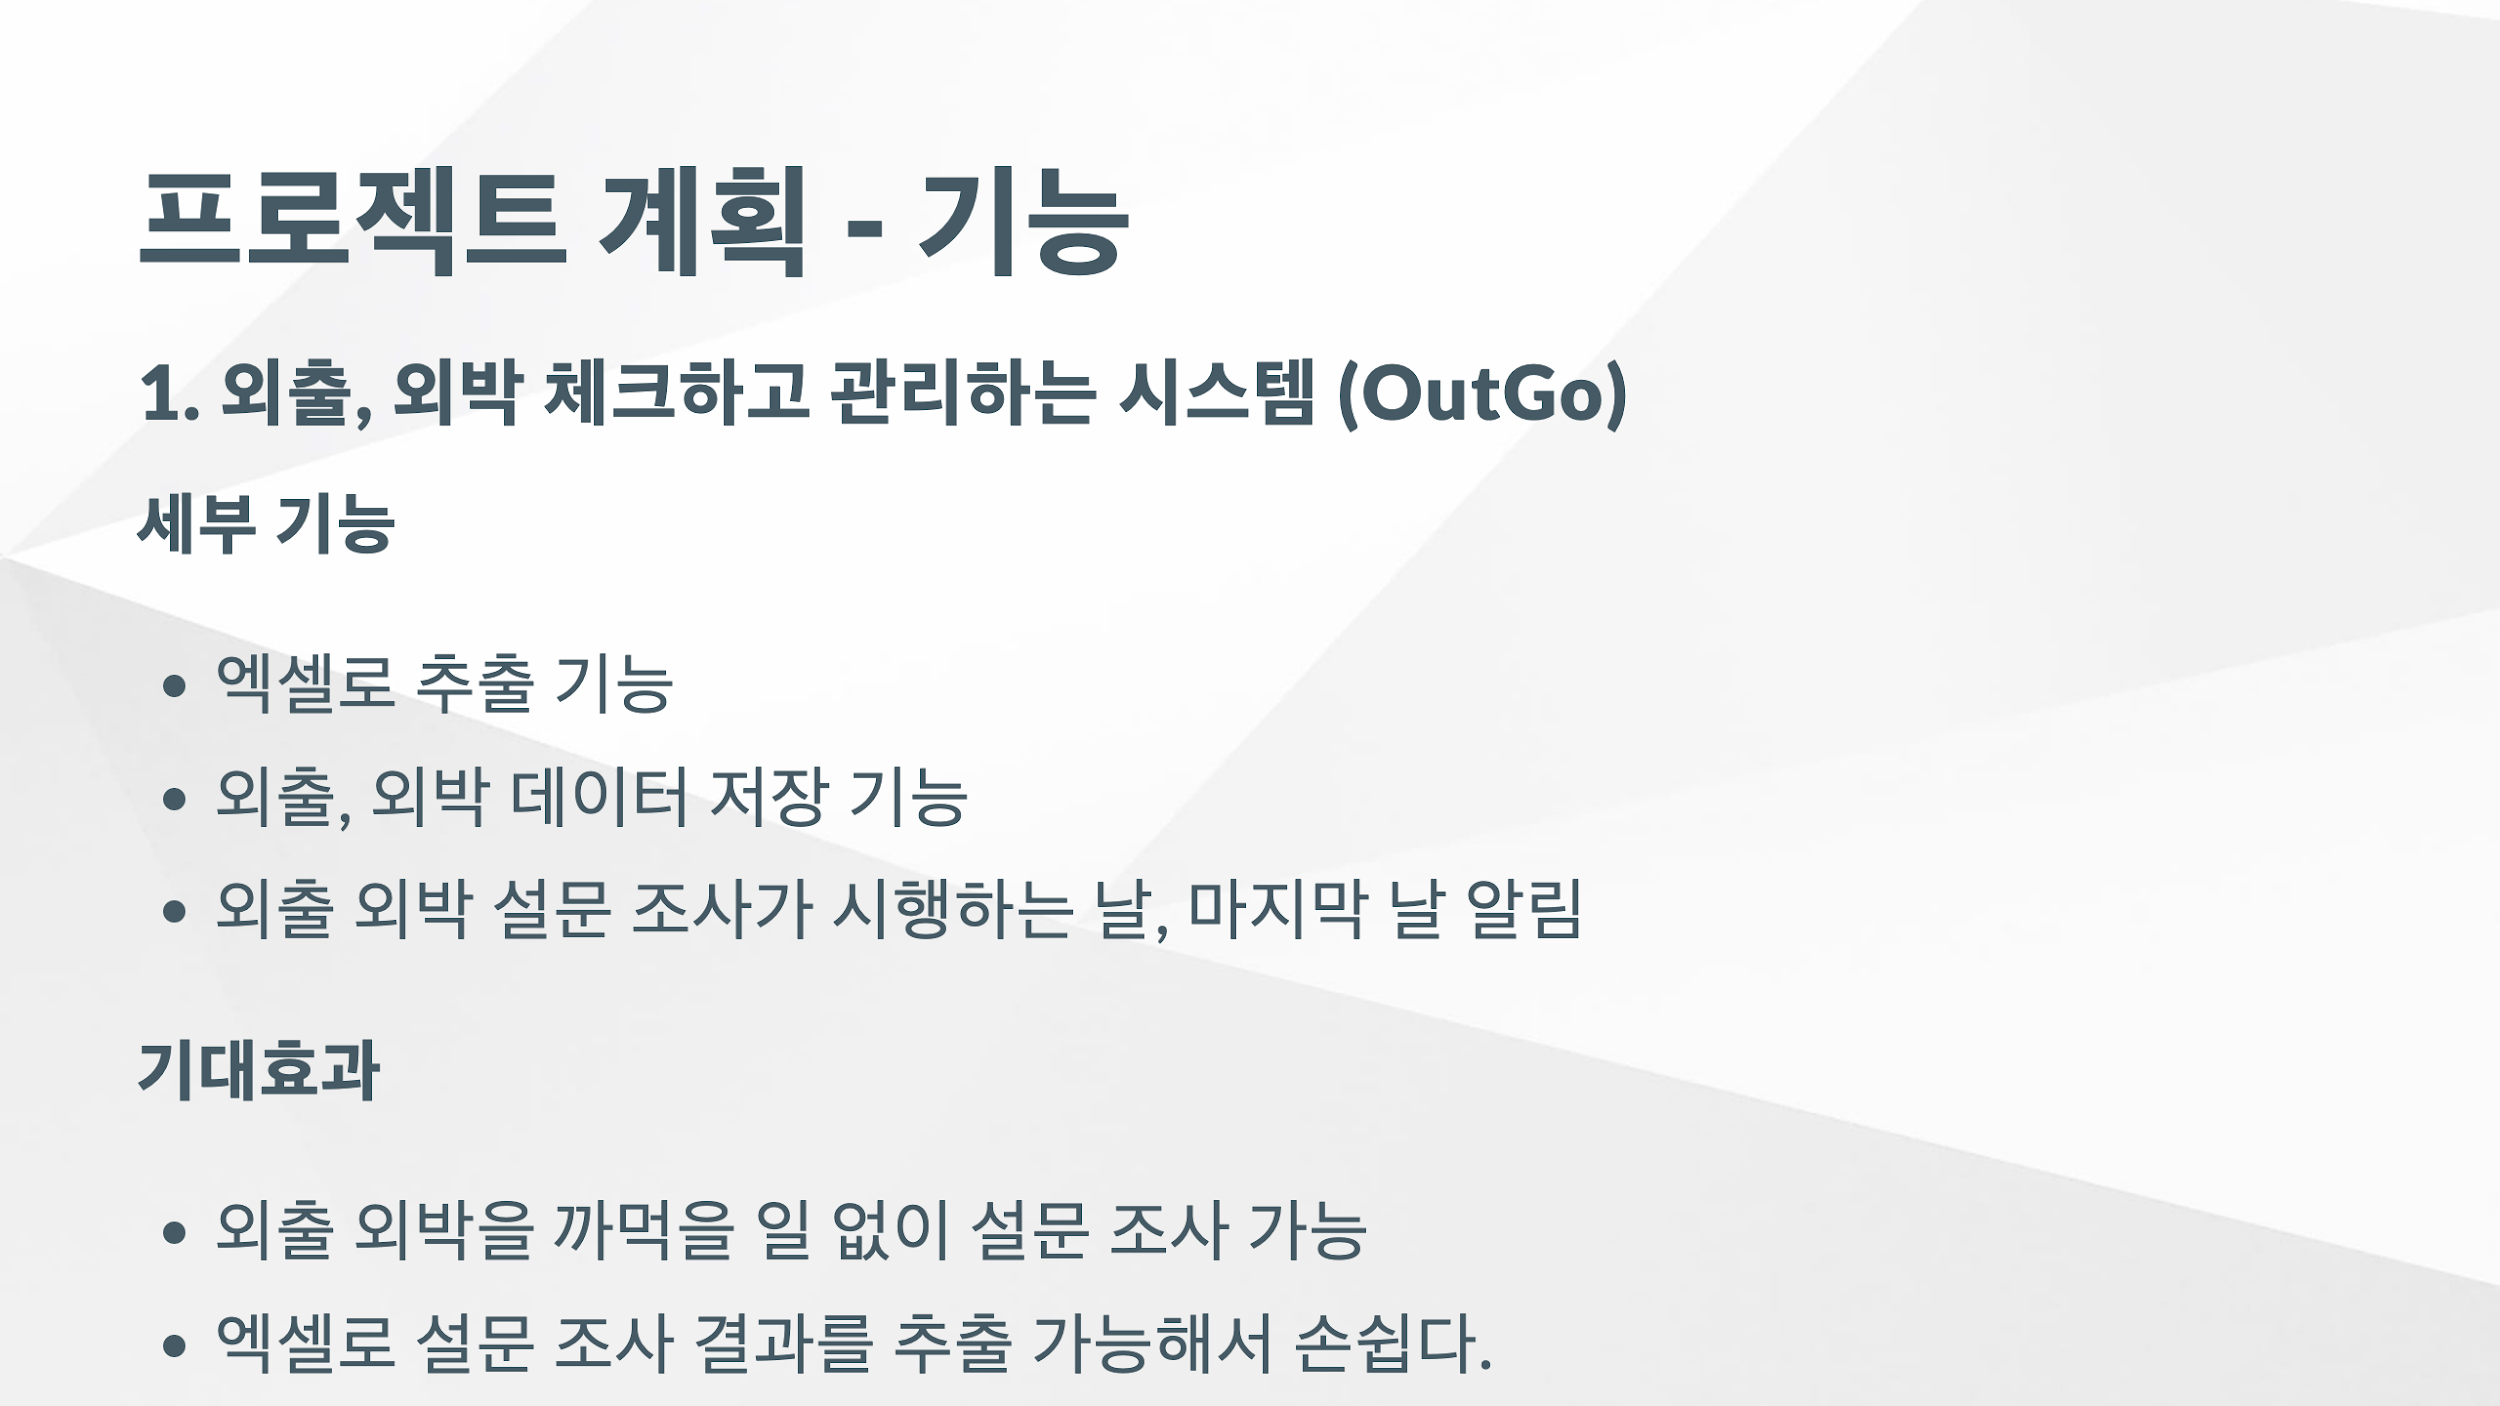 프로젝트 계획 - 기능
1. 외출, 외박 체크하고 관리하는 시스템 (OutGo)
세부 기능
• 엑셀로 추출 기능
• 외출, 외박 데이터 저장 기능
• 외출 외박 설문 조사가 시행하는 날, 마지막 날 알림
기대효과
• 외출 외박을 까먹을 일 없이 설문 조사 가능
• 엑셀로 설문 조사 결과를 추출 가능해서 손쉽다.